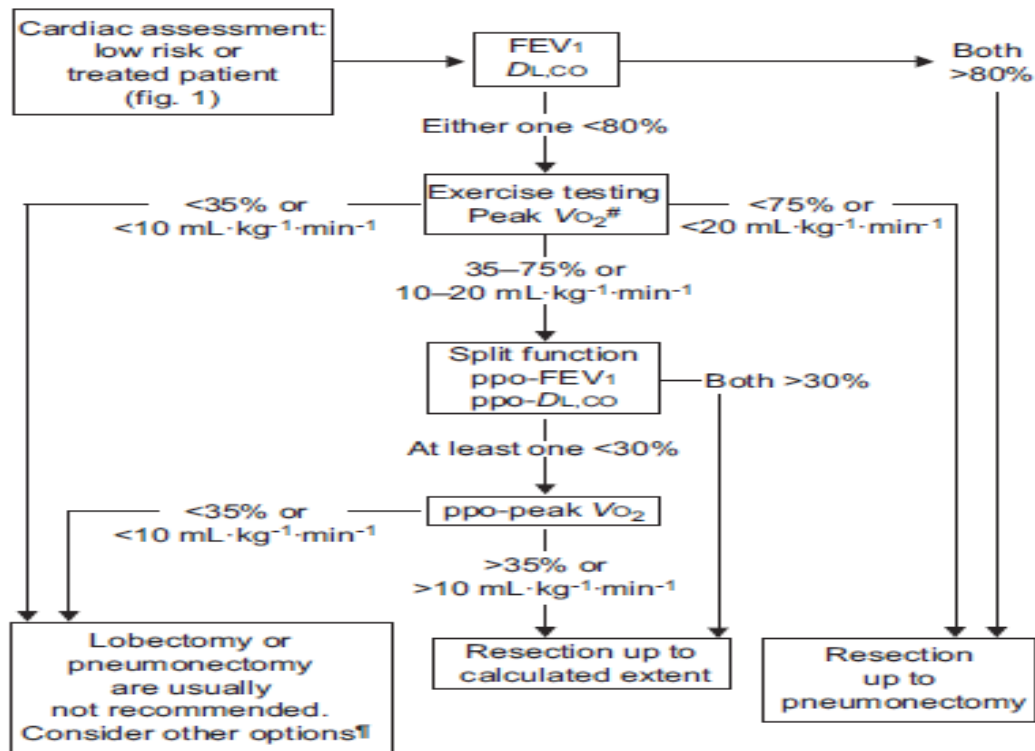 Cardiac assessment:
low risk or
treated patient
(fig. 1)
FEV₁
DL,CO
Both
>80%
Either one <80%
<35% or
<10 mL·kg⁻¹·min⁻¹
Exercise testing
Peak VO₂#
<75% or
<20 mL·kg⁻¹·min⁻¹
35–75% or
10–20 mL·kg⁻¹·min⁻¹
Split function
ppo-FEV₁
ppo-DL,CO
Both >30%
At least one <30%
<35% or
<10 mL·kg⁻¹·min⁻¹
ppo-peak VO₂
>35% or
>10 mL·kg⁻¹·min⁻¹
Lobectomy or
pneumonectomy
are usually
not recommended.
Consider other options¶
Resection up to
calculated extent
Resection
up to
pneumonectomy